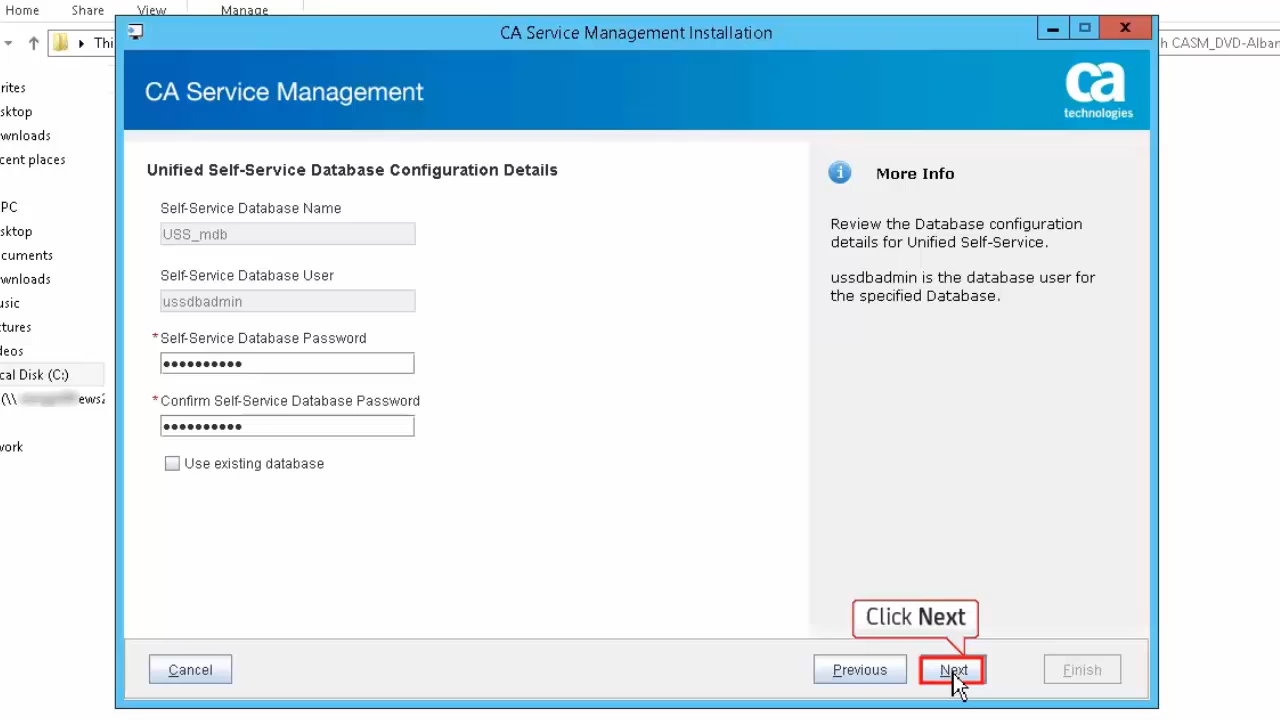 Home Share View Manage
CA Service Management Installation
Thi
h CASM_DVD-Alban
CA Service Management
ca
technologies
rites
sktop
ownloads
cent places
PC
sktop
cuments
ownloads
usic
ctures
deos
cal Disk (C:)
(\\ ews2
work
Unified Self-Service Database Configuration Details
Self-Service Database Name
USS_mdb
Self-Service Database User
ussdbadmin
*Self-Service Database Password
••••••••••
*Confirm Self-Service Database Password
••••••••••
Use existing database
i More Info
Review the Database configuration
details for Unified Self-Service.
ussdbadmin is the database user for
the specified Database.
Click Next
Cancel Previous Next Finish